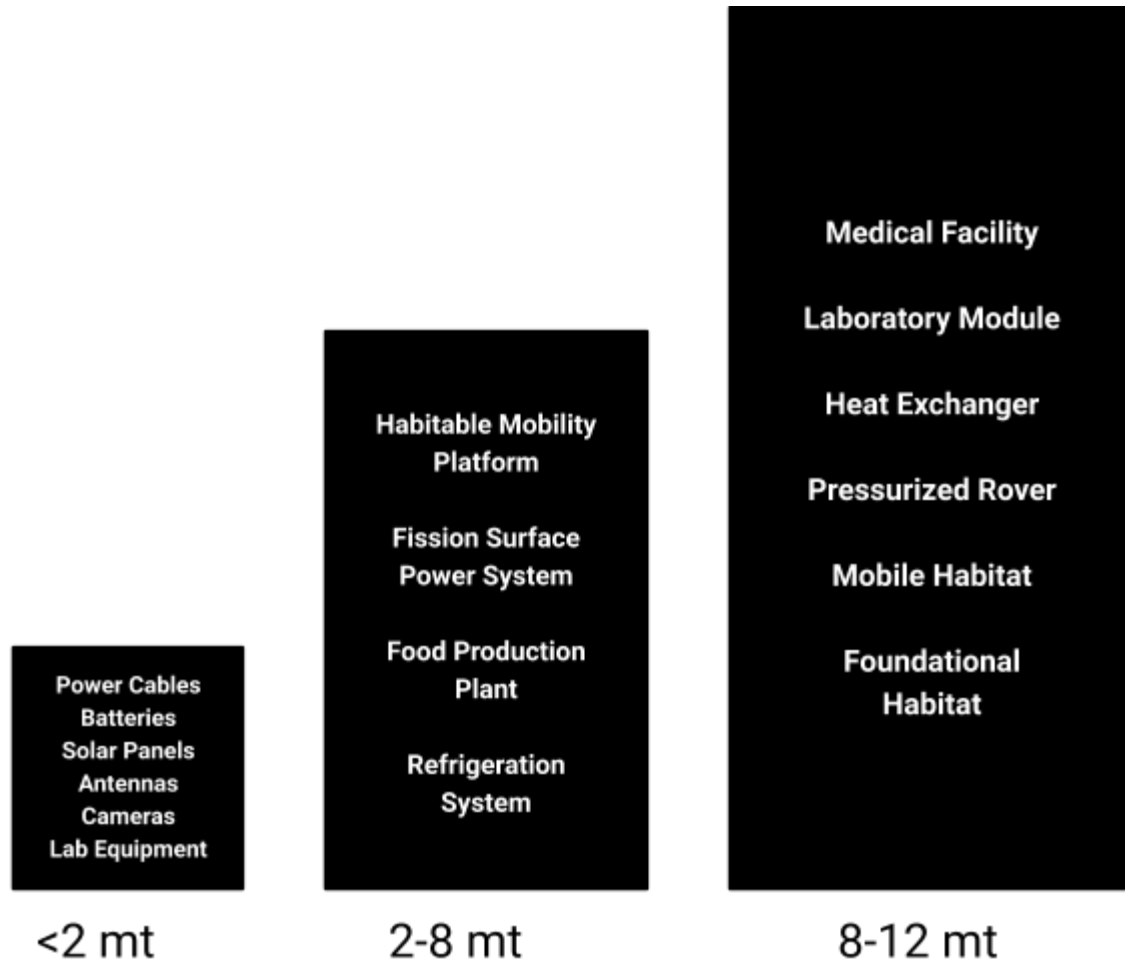 Power Cables
Batteries
Solar Panels
Antennas
Cameras
Lab Equipment
<2 mt
Habitable Mobility
Platform
Fission Surface
Power System
Food Production
Plant
Refrigeration
System
2-8 mt
Medical Facility
Laboratory Module
Heat Exchanger
Pressurized Rover
Mobile Habitat
Foundational
Habitat
8-12 mt